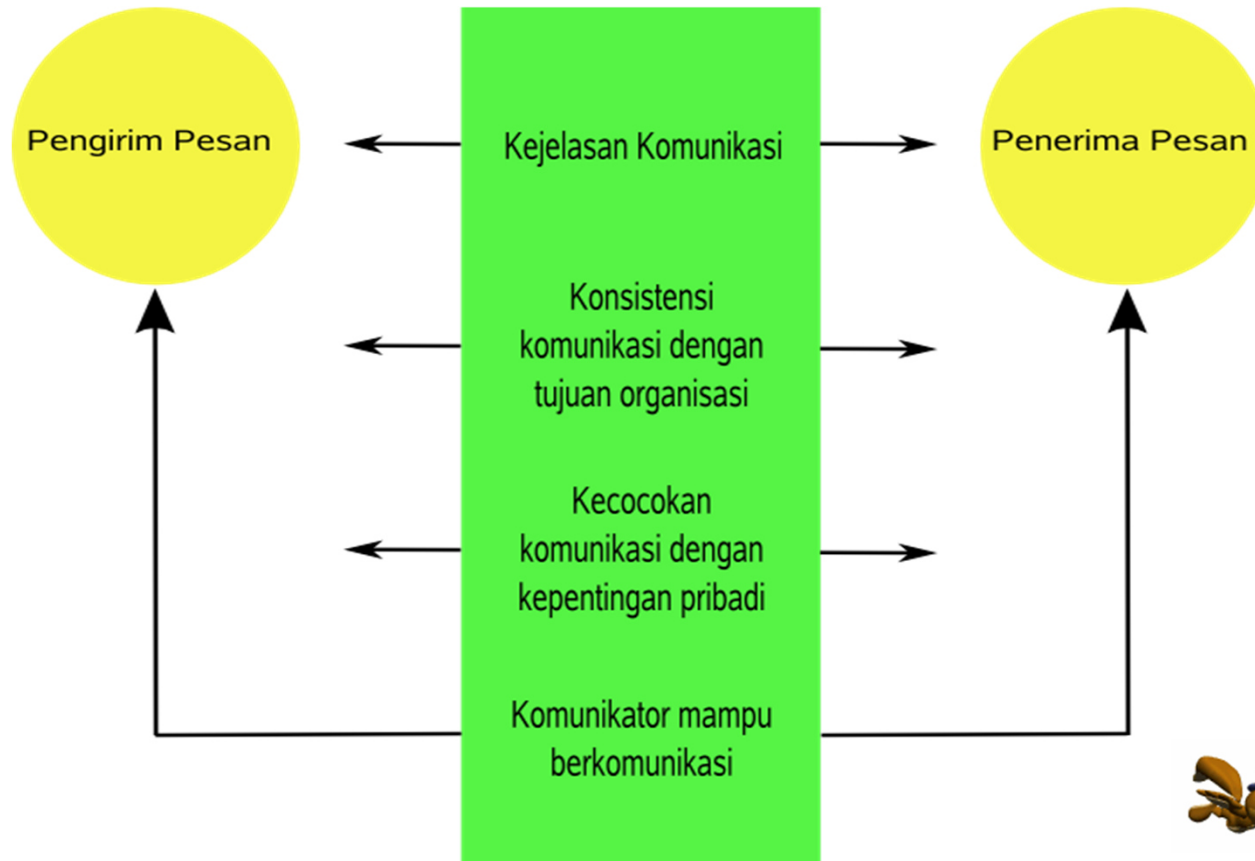 Pengirim Pesan
Kejelasan Komunikasi
Penerima Pesan
Konsistensi
komunikasi dengan
tujuan organisasi
Kecocokan
komunikasi dengan
kepentingan pribadi
Komunikator mampu
berkomunikasi